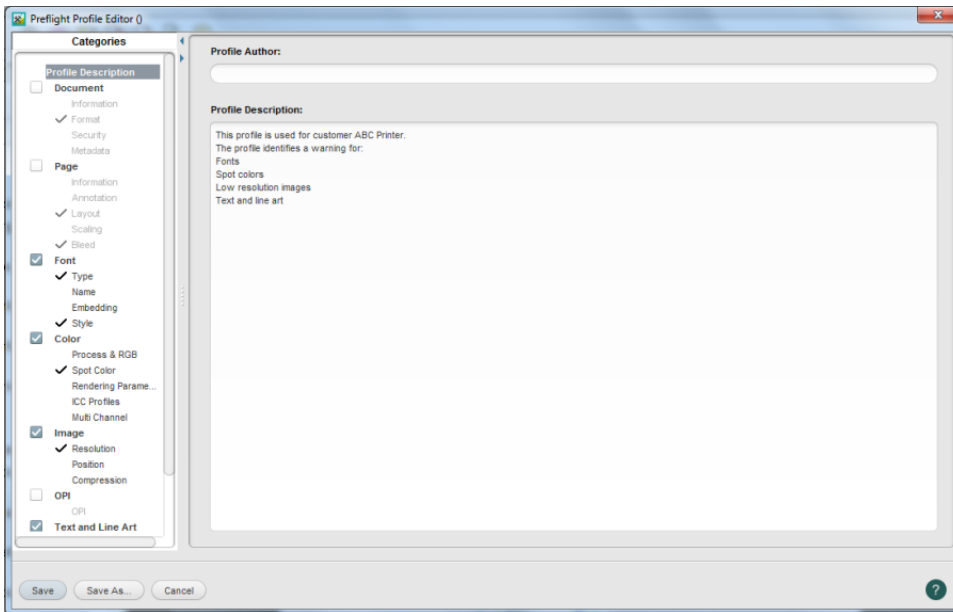 Preflight Profile Editor ()
Categories
Profile Description
Document
Information
Format
Security
Metadata
Page
Information
Annotation
Layout
Scaling
Bleed
Font
Type
Name
Embedding
Style
Color
Process & RGB
Spot Color
Rendering Parame...
ICC Profiles
Multi Channel
Image
Resolution
Position
Compression
OPI
OPI
Text and Line Art
Profile Author:
Profile Description:
This profile is used for customer ABC Printer.
The profile identifies a warning for:
Fonts
Spot colors
Low resolution images
Text and line art
Save
Save As...
Cancel
?